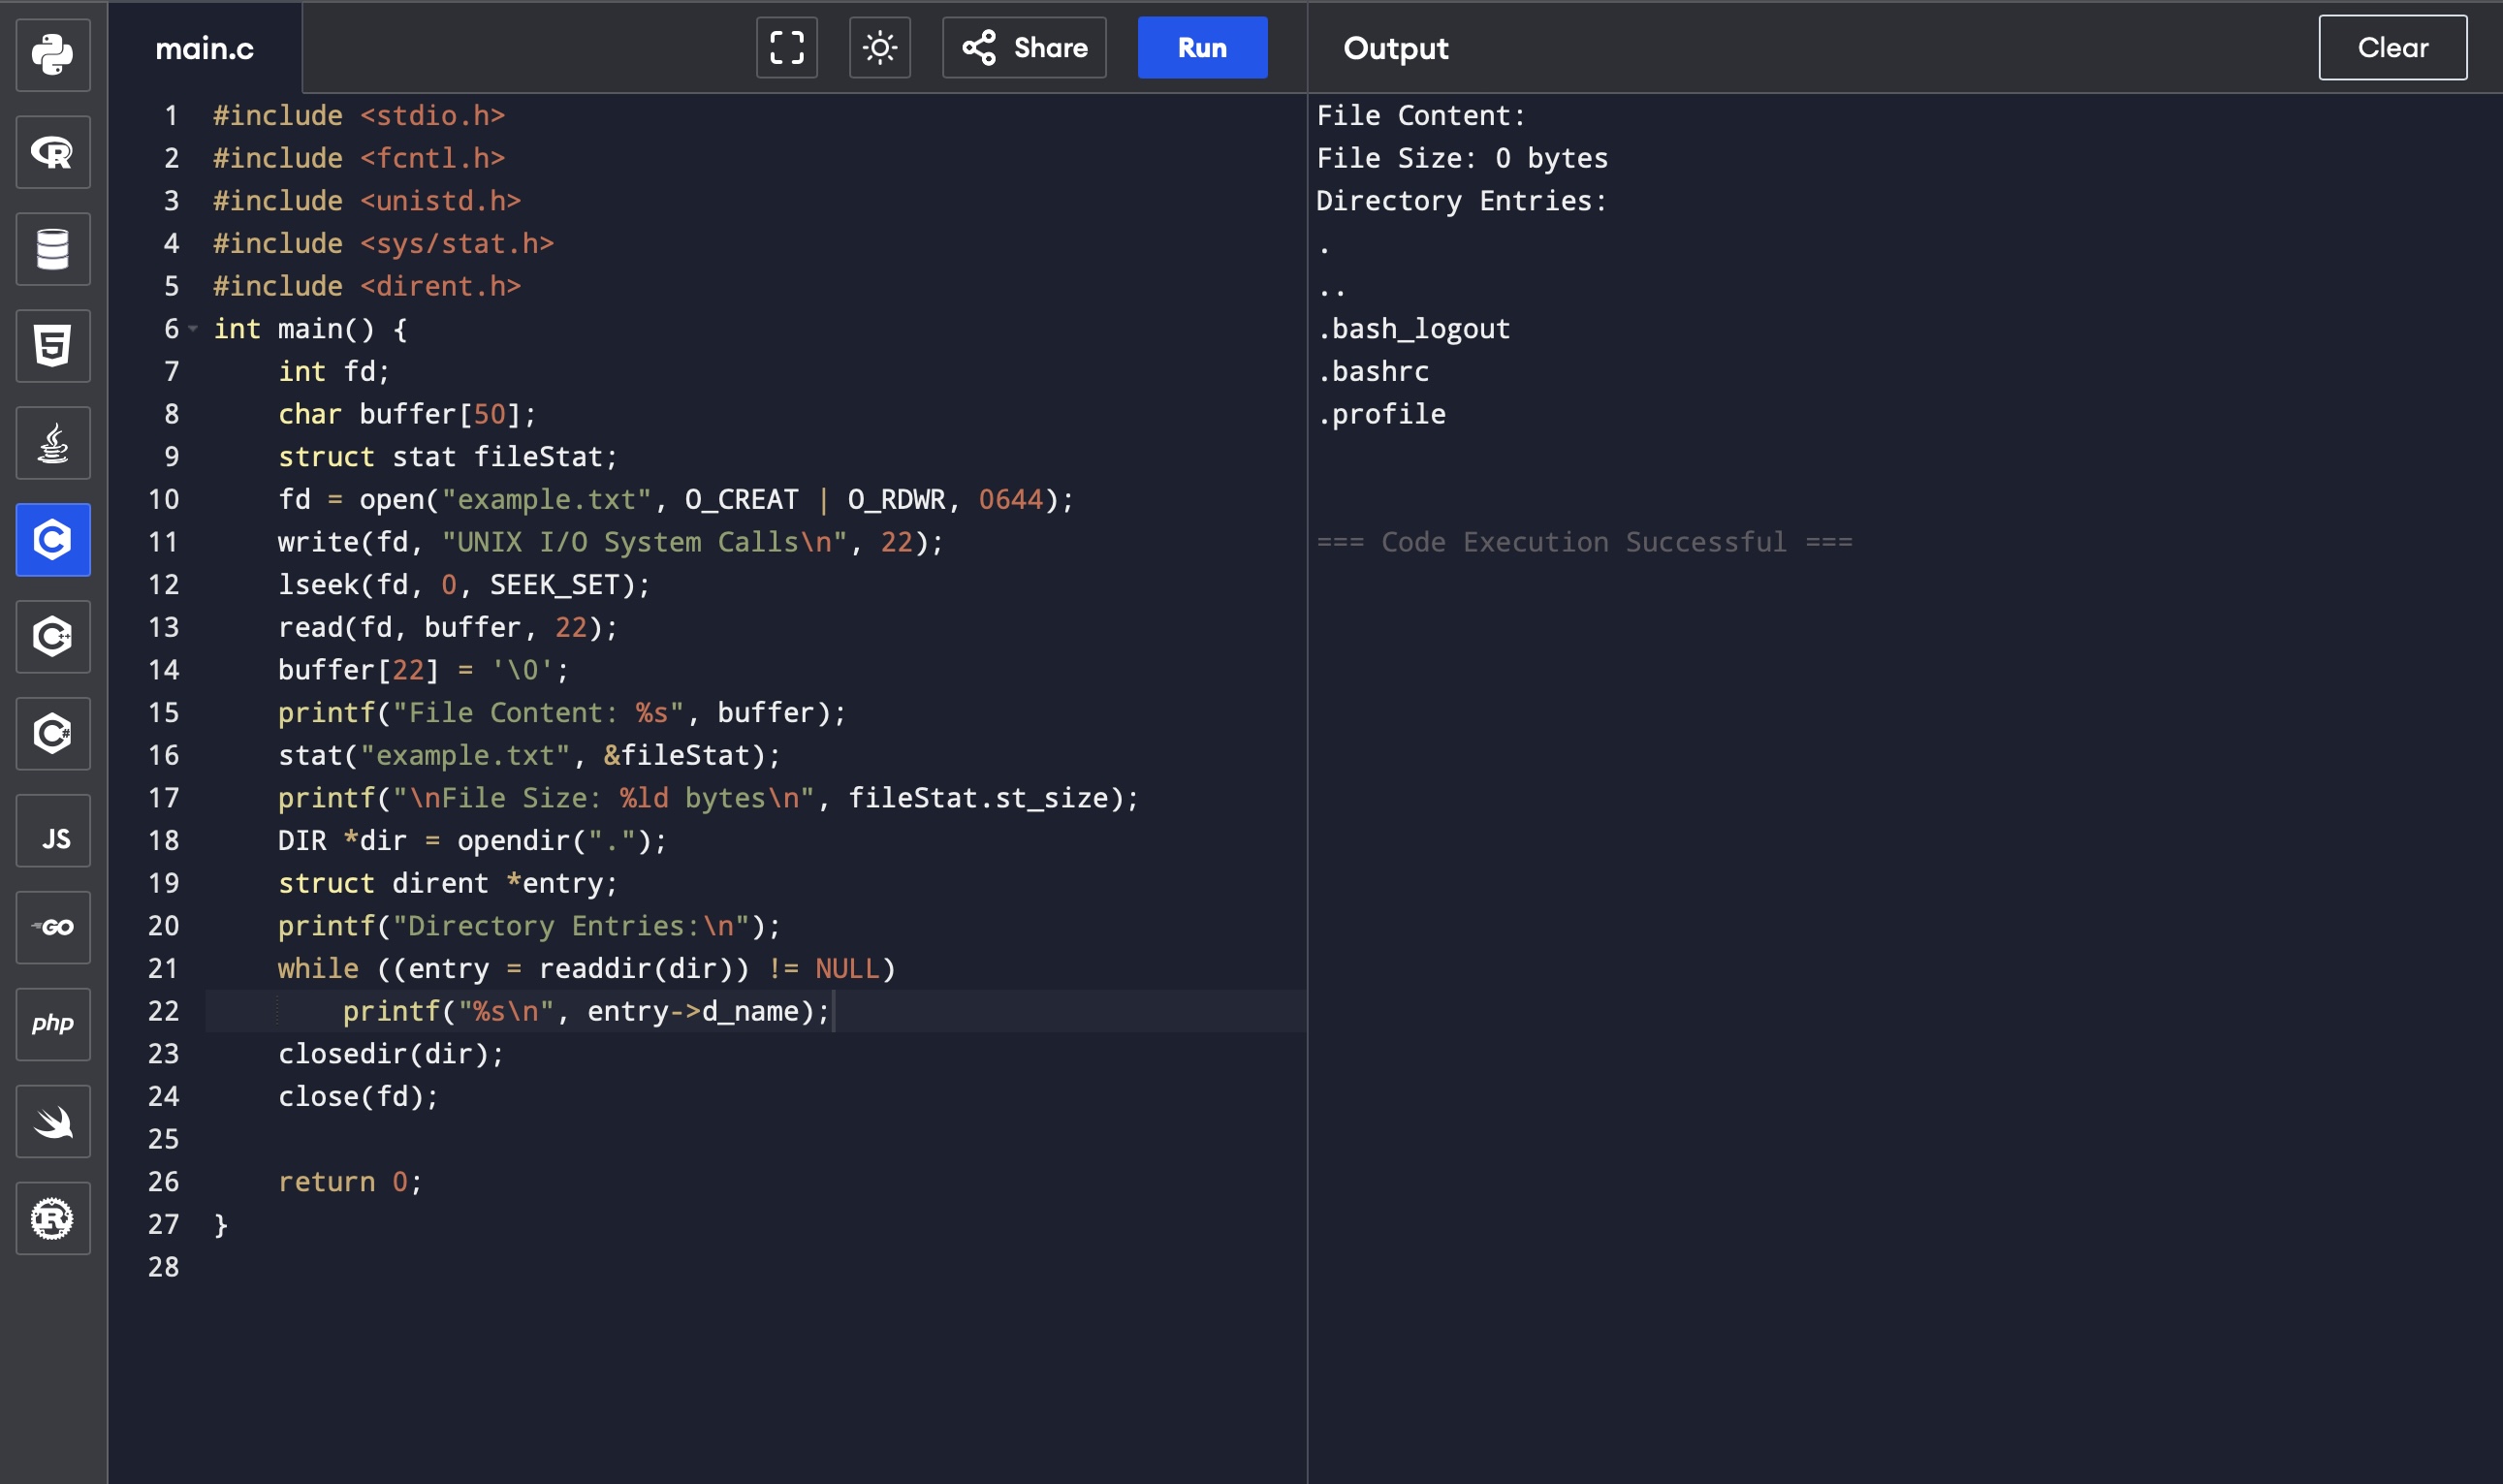 main.c
Share
Run
Output
Clear
1 #include <stdio.h>
2 #include <fcntl.h>
3 #include <unistd.h>
4 #include <sys/stat.h>
5 #include <dirent.h>
6 int main() {
7     int fd;
8     char buffer[50];
9     struct stat fileStat;
10     fd = open("example.txt", O_CREAT | O_RDWR, 0644);
11     write(fd, "UNIX I/O System Calls\n", 22);
12     lseek(fd, 0, SEEK_SET);
13     read(fd, buffer, 22);
14     buffer[22] = '\0';
15     printf("File Content: %s", buffer);
16     stat("example.txt", &fileStat);
17     printf("\nFile Size: %ld bytes\n", fileStat.st_size);
18     DIR *dir = opendir(".");
19     struct dirent *entry;
20     printf("Directory Entries:\n");
21     while ((entry = readdir(dir)) != NULL)
22         printf("%s\n", entry->d_name);
23     closedir(dir);
24     close(fd);
25
26     return 0;
27 }
28
File Content:
File Size: 0 bytes
Directory Entries:
.
..
.bash_logout
.bashrc
.profile
=== Code Execution Successful ===
R
5
C
C++
C#
JS
GO
php
R